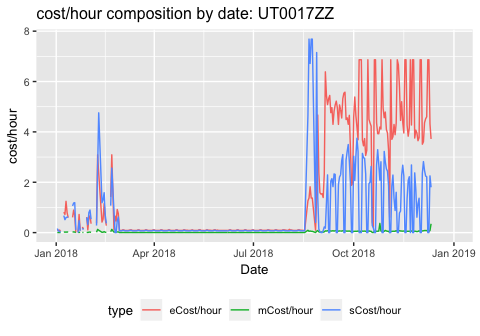 cost/hour composition by date: UT0017ZZ
8
6
4
2
0
cost/hour
Jan 2018 Apr 2018 Jul 2018 Oct 2018 Jan 2019
Date
type eCost/hour mCost/hour sCost/hour